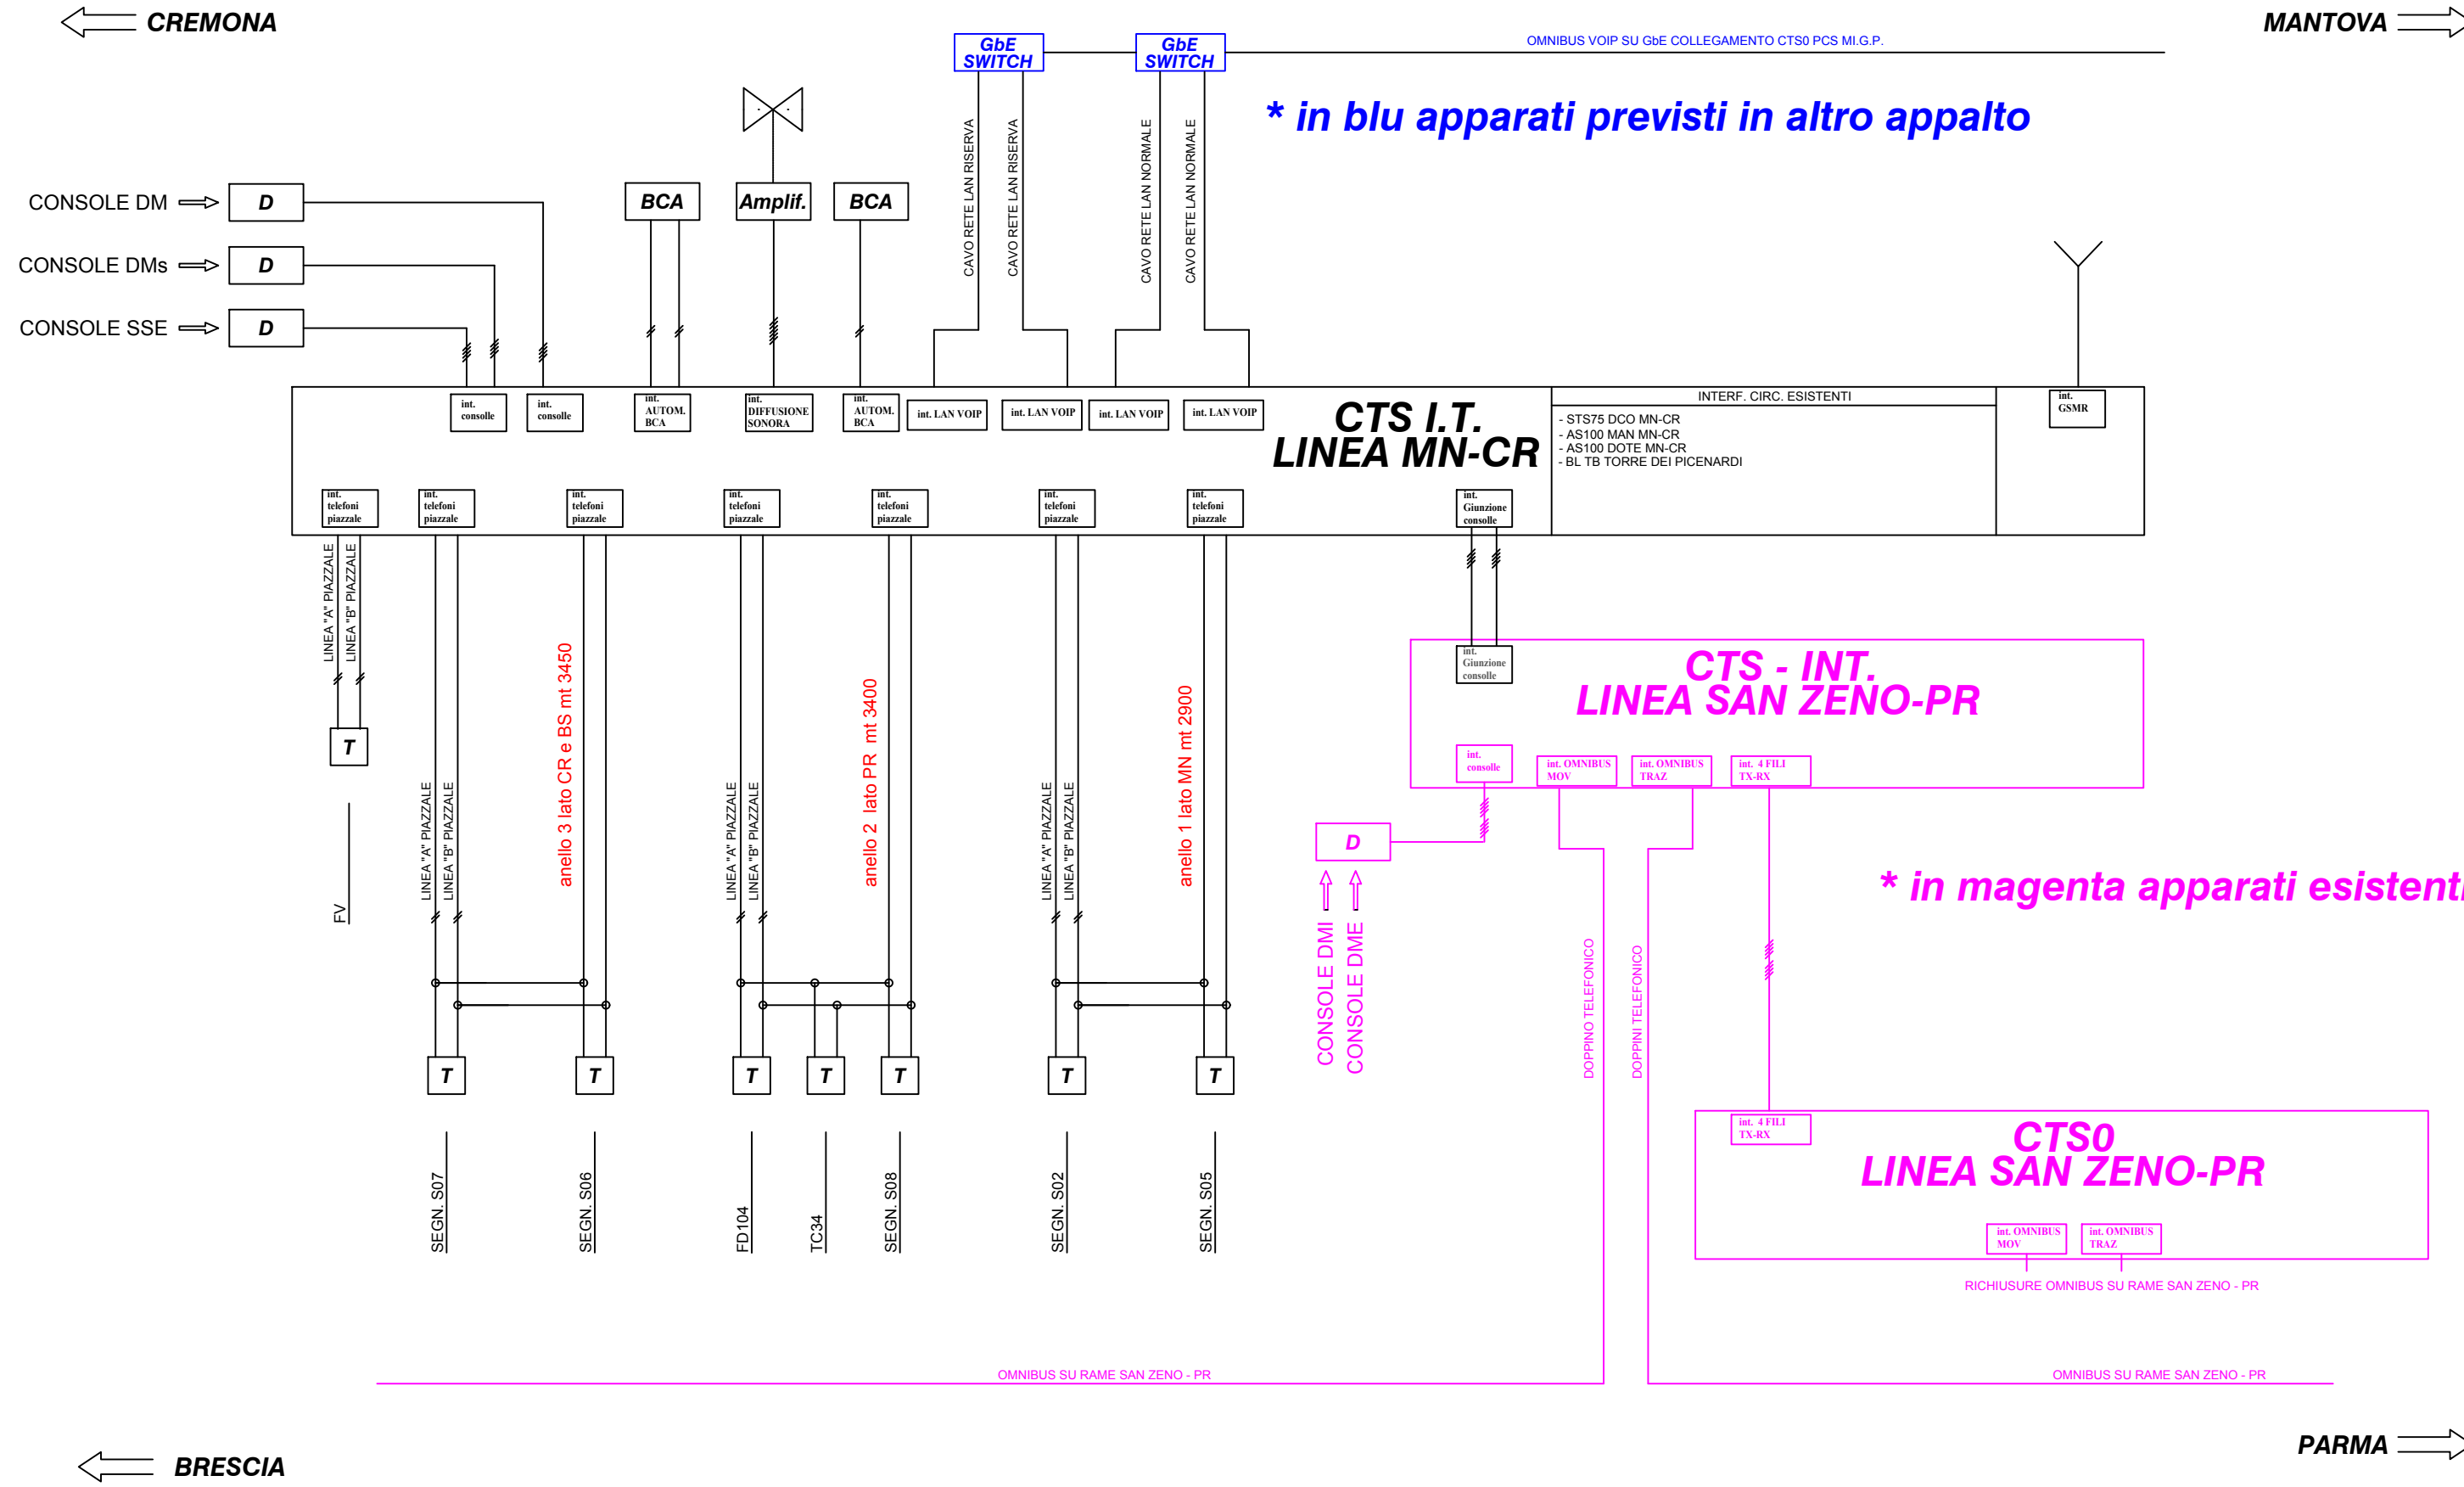 CREMONA
MANTOVA
GbE
SWITCH
GbE
SWITCH
OMNIBUS VOIP SU GbE COLLEGAMENTO CTS0 PCS MI.G.P.
* in blu apparati previsti in altro appalto
CAVO RETE LAN RISERVA
CAVO RETE LAN RISERVA
CAVO RETE LAN NORMALE
CAVO RETE LAN NORMALE
CONSOLE DM
D
BCA
Amplif.
BCA
CONSOLE DMs
D
CONSOLE SSE
D
int.
consolle
int.
consolle
int.
AUTOM.
BCA
int.
DIFFUSIONE
SONORA
int.
AUTOM.
BCA
int. LAN VOIP
int. LAN VOIP
int. LAN VOIP
int. LAN VOIP
CTS I.T.
LINEA MN-CR
INTERF. CIRC. ESISTENTI
- STS75 DCO MN-CR
- AS100 MAN MN-CR
- AS100 DOTE MN-CR
- BL TB TORRE DEI PICENARDI
int.
GSMR
int.
telefoni
piazzale
int.
telefoni
piazzale
int.
telefoni
piazzale
int.
telefoni
piazzale
int.
telefoni
piazzale
int.
telefoni
piazzale
int.
telefoni
piazzale
int.
Giunzione
consolle
LINEA "A" PIAZZALE
LINEA "B" PIAZZALE
T
FV
LINEA "A" PIAZZALE
LINEA "B" PIAZZALE
anello 3 lato CR e BS mt 3450
LINEA "A" PIAZZALE
LINEA "B" PIAZZALE
anello 2 lato PR mt 3400
LINEA "A" PIAZZALE
LINEA "B" PIAZZALE
anello 1 lato MN mt 2900
int.
Giunzione
consolle
CTS - INT.
LINEA SAN ZENO-PR
int.
consolle
int. OMNIBUS
MOV
int. OMNIBUS
TRAZ
int. 4 FILI
TX-RX
D
CONSOLE DMI
CONSOLE DME
* in magenta apparati esistenti
DOPPINO TELEFONICO
DOPPINI TELEFONICO
T
T
T
T
T
T
T
SEGN. S07
SEGN. S06
FD104
TC34
SEGN. S08
SEGN. S02
SEGN. S05
int. 4 FILI
TX-RX
CTS0
LINEA SAN ZENO-PR
int. OMNIBUS
MOV
int. OMNIBUS
TRAZ
RICHIUSURE OMNIBUS SU RAME SAN ZENO - PR
OMNIBUS SU RAME SAN ZENO - PR
OMNIBUS SU RAME SAN ZENO - PR
BRESCIA
PARMA